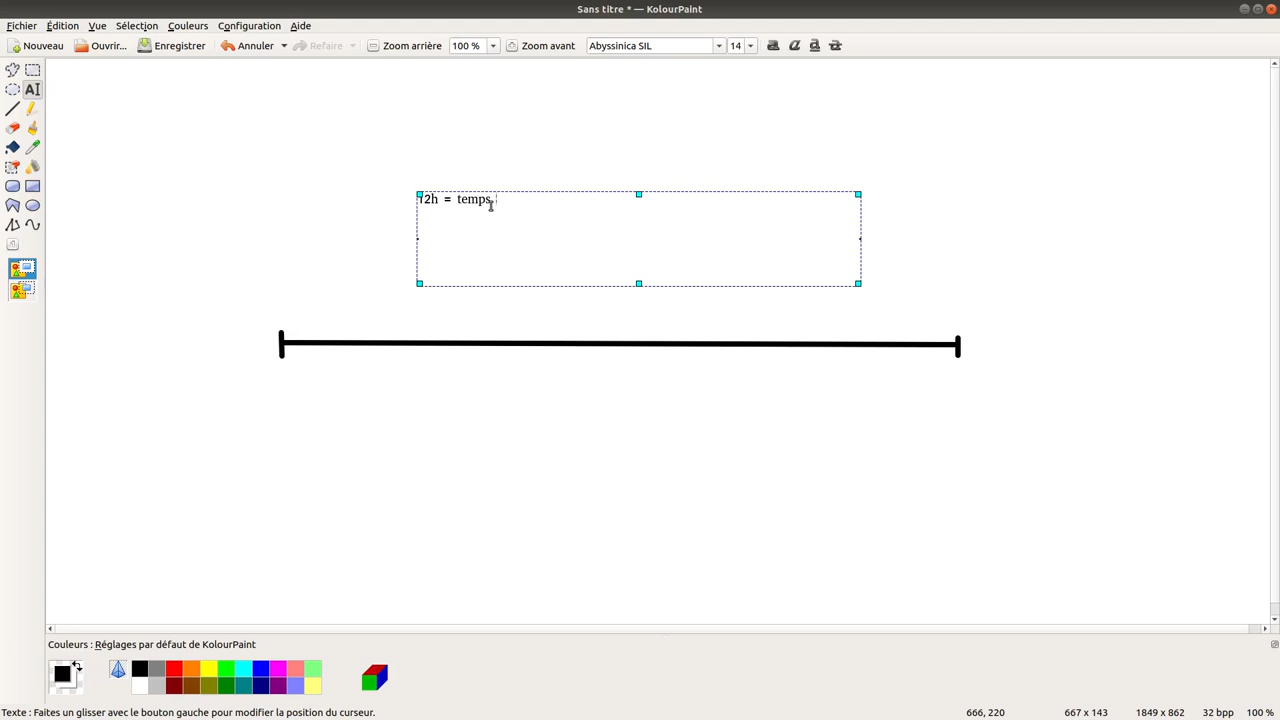 Sans titre * — KolourPaint
Fichier Édition Vue Sélection Couleurs Configuration Aide
Nouveau Ouvrir... Enregistrer Annuler Refaire Zoom arrière 100 % Zoom avant Abyssinica SIL 14
12h = temps
Couleurs : Réglages par défaut de KolourPaint
Texte : Faites un glisser avec le bouton gauche pour modifier la position du curseur. 666, 220 667 x 143 1849 x 862 32 bpp 100 %